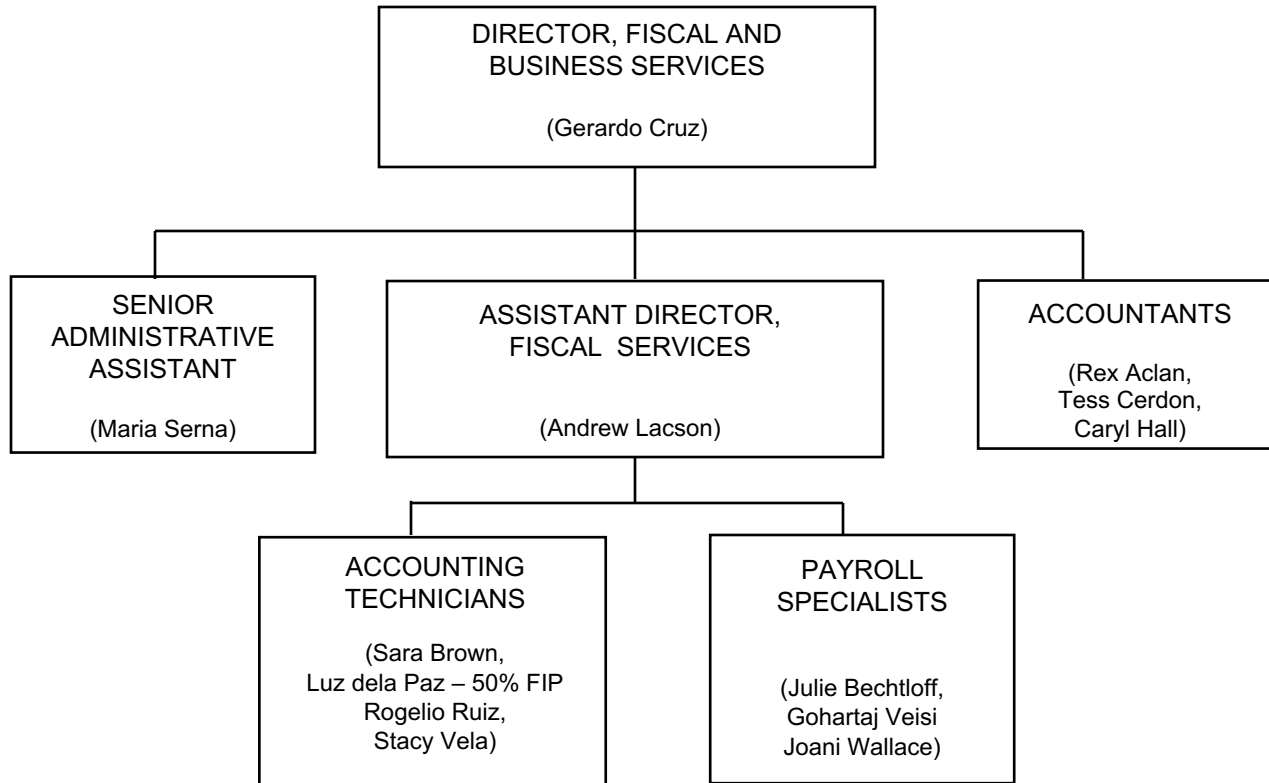 DIRECTOR, FISCAL AND
BUSINESS SERVICES
(Gerardo Cruz)
SENIOR
ADMINISTRATIVE
ASSISTANT
(Maria Serna)
ASSISTANT DIRECTOR,
FISCAL SERVICES
(Andrew Lacson)
ACCOUNTANTS
(Rex Aclan,
Tess Cerdon,
Caryl Hall)
ACCOUNTING
TECHNICIANS
(Sara Brown,
Luz dela Paz – 50% FIP
Rogelio Ruiz,
Stacy Vela)
PAYROLL
SPECIALISTS
(Julie Bechtloff,
Gohartaj Veisi
Joani Wallace)